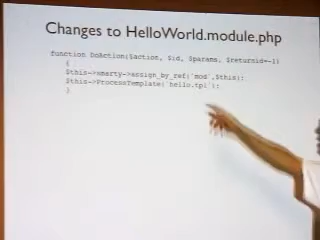 Changes to HelloWorld.module.php
function DoAction($action, $id, $params, $returnid=-1)
{
$this->smarty->assign_by_ref('mod',$this);
$this->ProcessTemplate('hello.tpl');
}